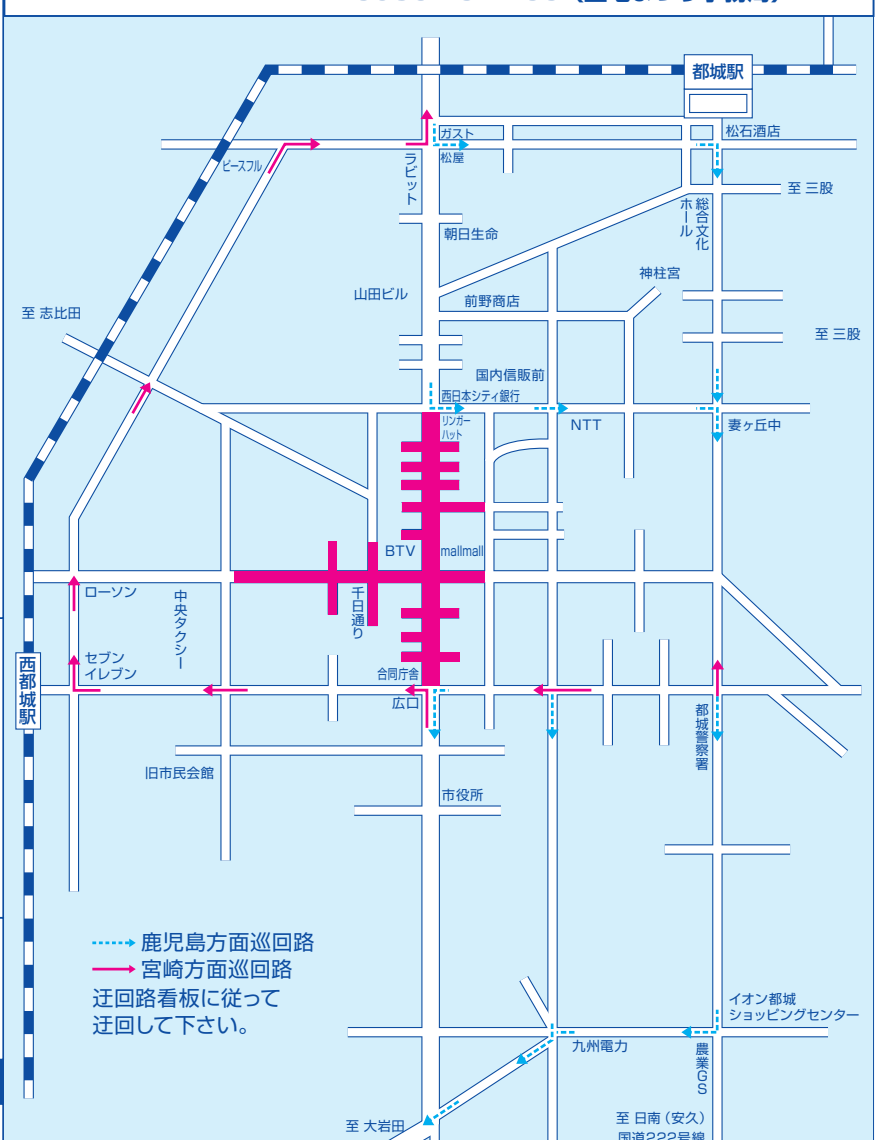 都城駅
ガスト
松屋
松石酒店
ピースフル
ラビット
至 三股
総合文化
ホール
朝日生命
神柱宮
山田ビル
前野商店
至 志比田
至 三股
国内信販前
西日本シティ銀行
リンガー
ハット
NTT
妻ヶ丘中
BTV
mallmall
ローソン
中央タクシー
千日通り
セブン
イレブン
西都城駅
合同庁舎
広口
都城警察署
旧市民会館
市役所
鹿児島方面巡回路
宮崎方面巡回路
迂回路看板に従って
迂回して下さい。
イオン都城
ショッピングセンター
九州電力
農業GS
至 大岩田
至 日南（安久）
国道222号線